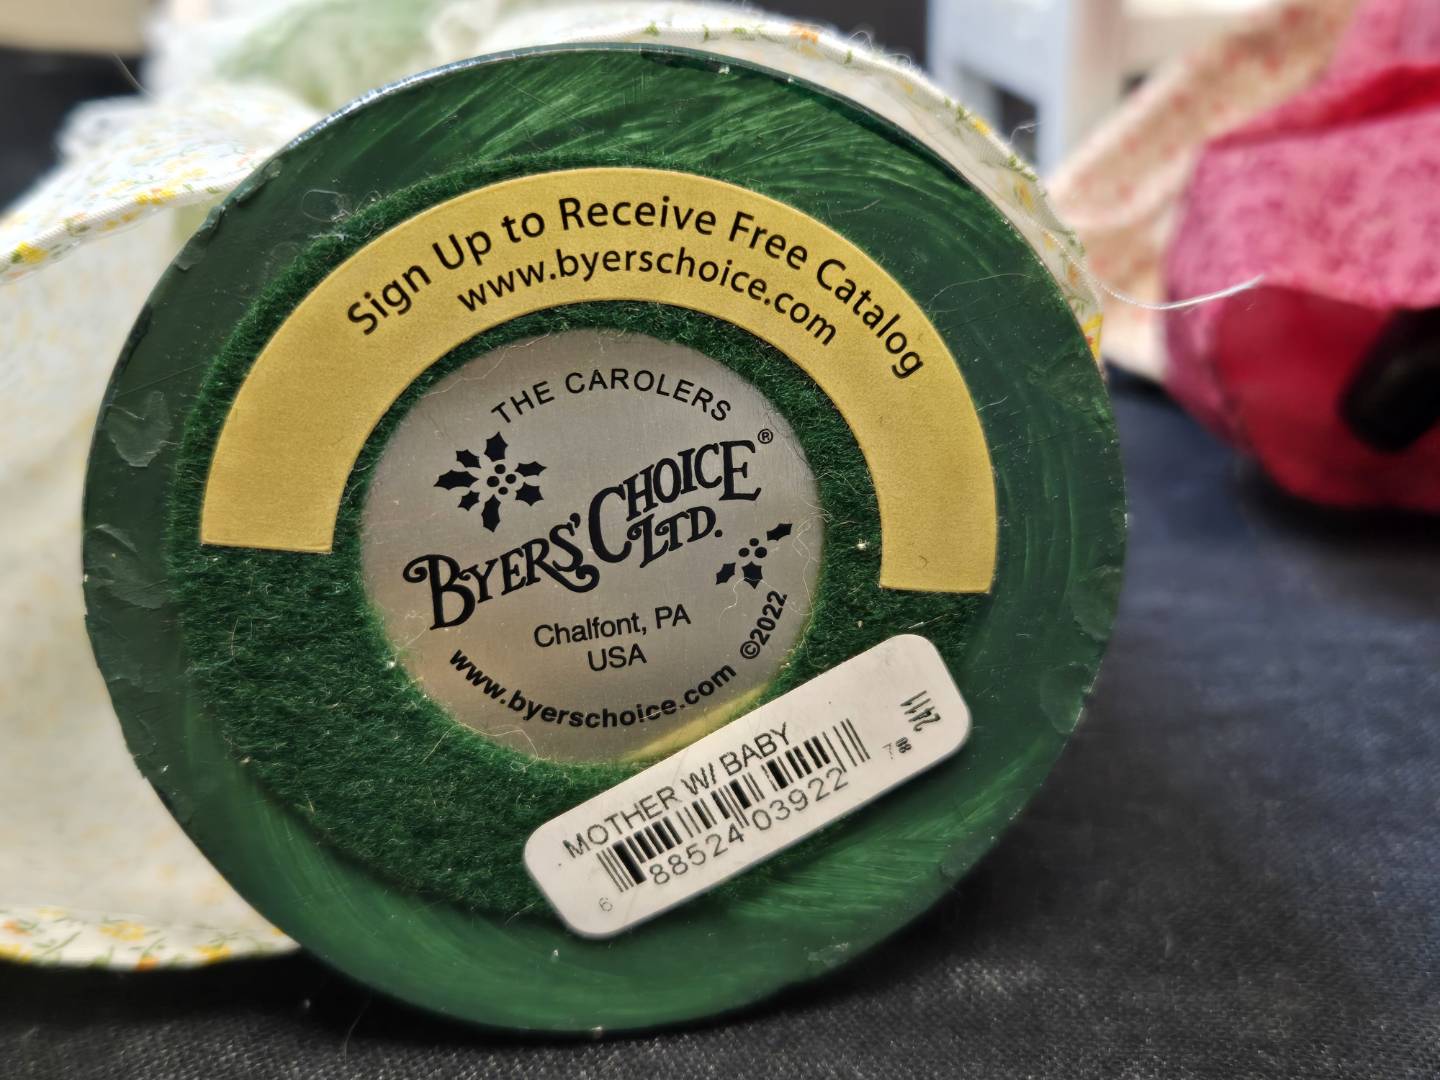 Sign Up to Receive Free Catalog
www.byerschoice.com
THE CAROLERS
BYERS' CHOICE LTD.®
Chalfont, PA
USA
www.byerschoice.com ©2022
MOTHER W/ BABY
6 88524 03922 7
2411